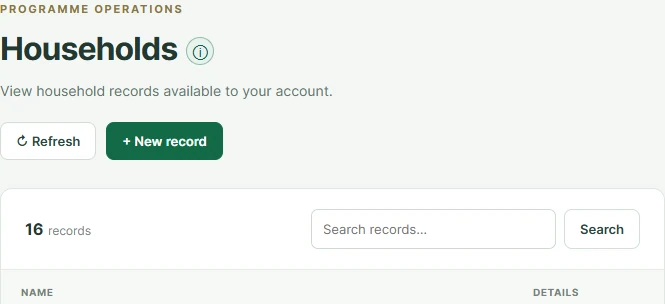 PROGRAMME OPERATIONS
Households ⓘ
View household records available to your account.
↻ Refresh + New record
16 records Search records... Search
NAME DETAILS